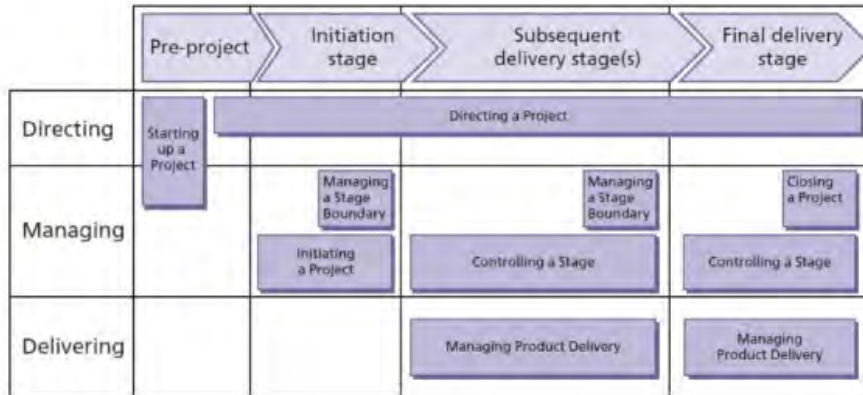 Pre-project
Initiation
stage
Subsequent
delivery stage(s)
Final delivery
stage
Directing
Starting
up a
Project
Directing a Project
Managing
Managing
a Stage
Boundary
Managing
a Stage
Boundary
Closing
a Project
Initiating
a Project
Controlling a Stage
Controlling a Stage
Delivering
Managing Product Delivery
Managing
Product Delivery